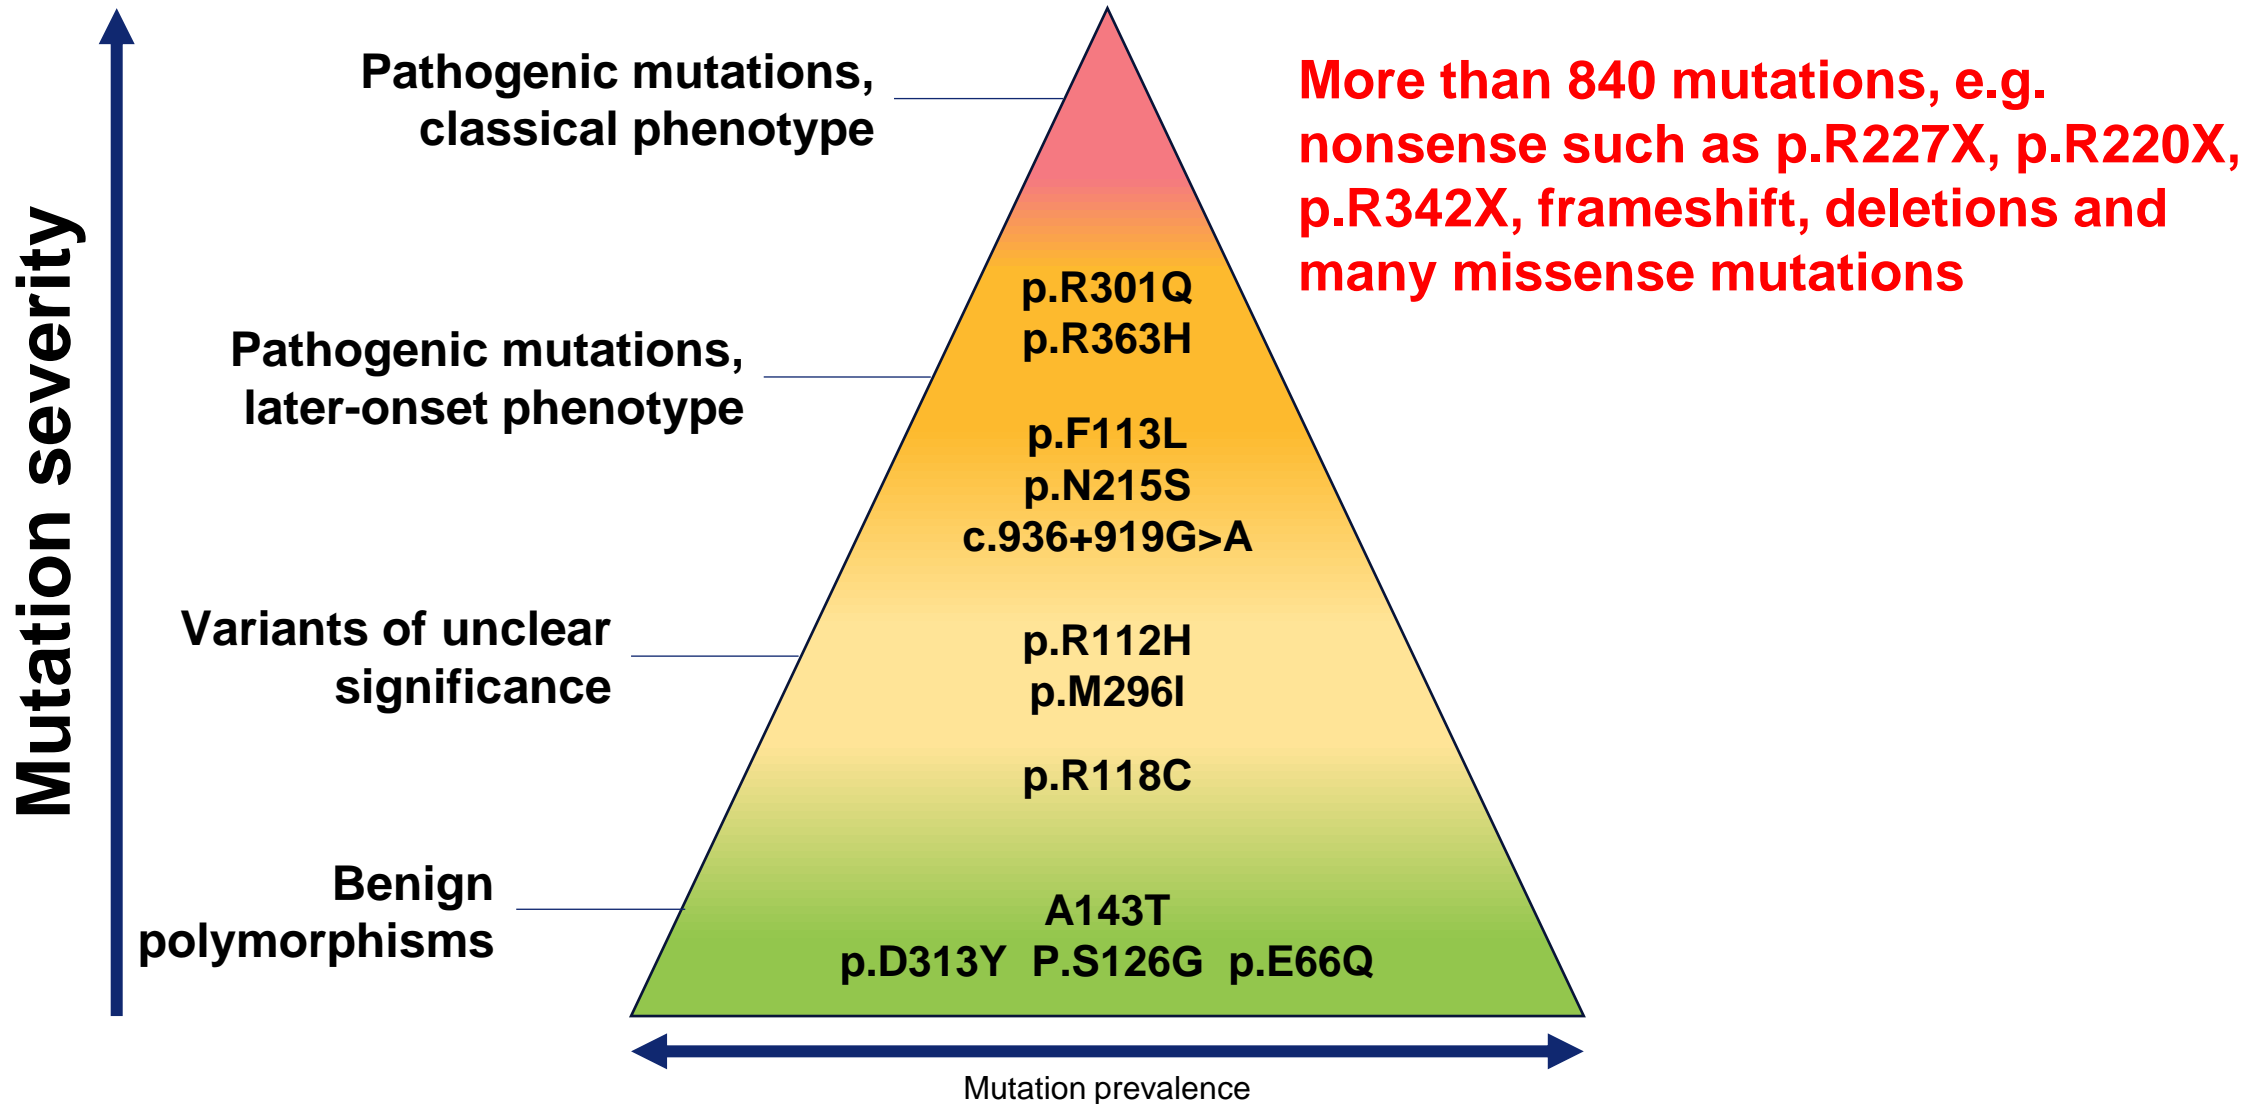 Mutation severity
Pathogenic mutations,
classical phenotype
More than 840 mutations, e.g.
nonsense such as p.R227X, p.R220X,
p.R342X, frameshift, deletions and
many missense mutations
Pathogenic mutations,
later-onset phenotype
p.R301Q
p.R363H
p.F113L
p.N215S
c.936+919G>A
Variants of unclear
significance
p.R112H
p.M296I
p.R118C
Benign
polymorphisms
A143T
p.D313Y P.S126G p.E66Q
Mutation prevalence